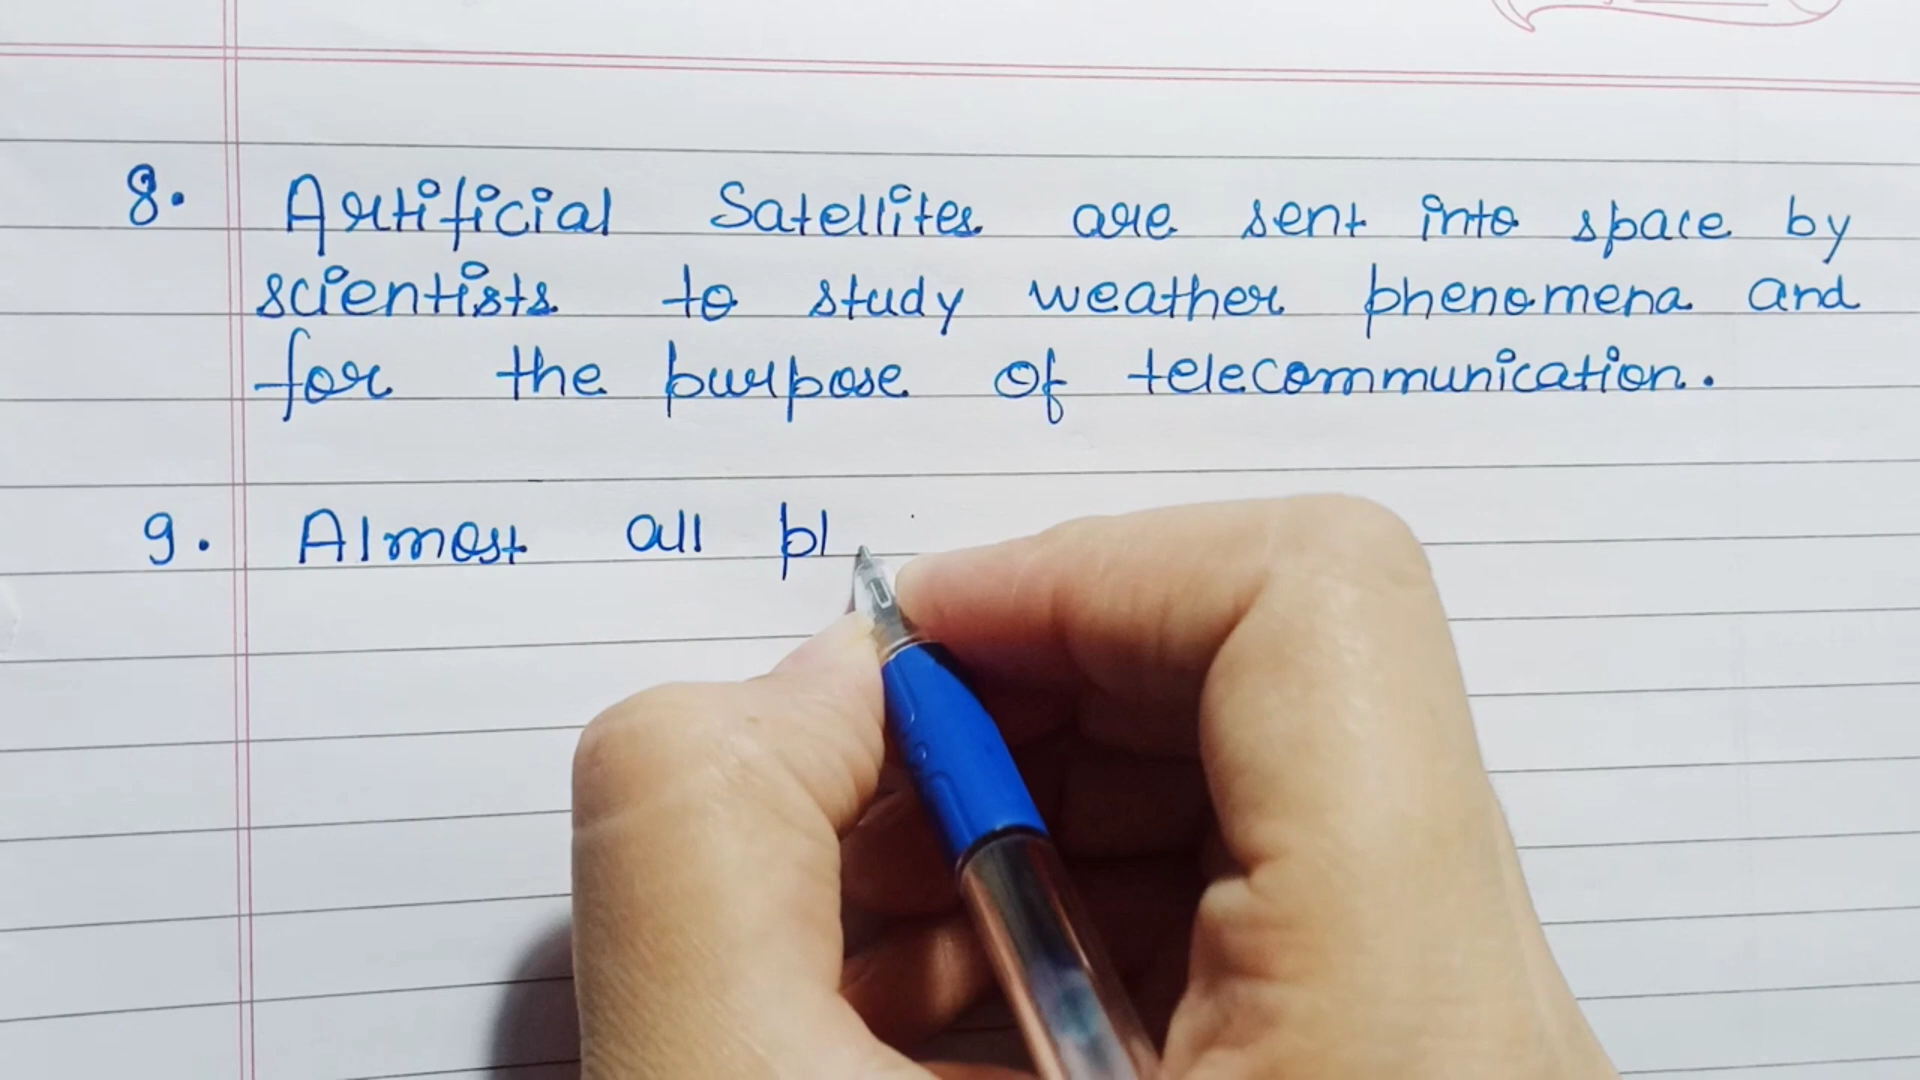 8. Artificial Satellites are sent into space by
scientists to study weather phenomena and
for the purpose of telecommunication.
9. Almost all pl